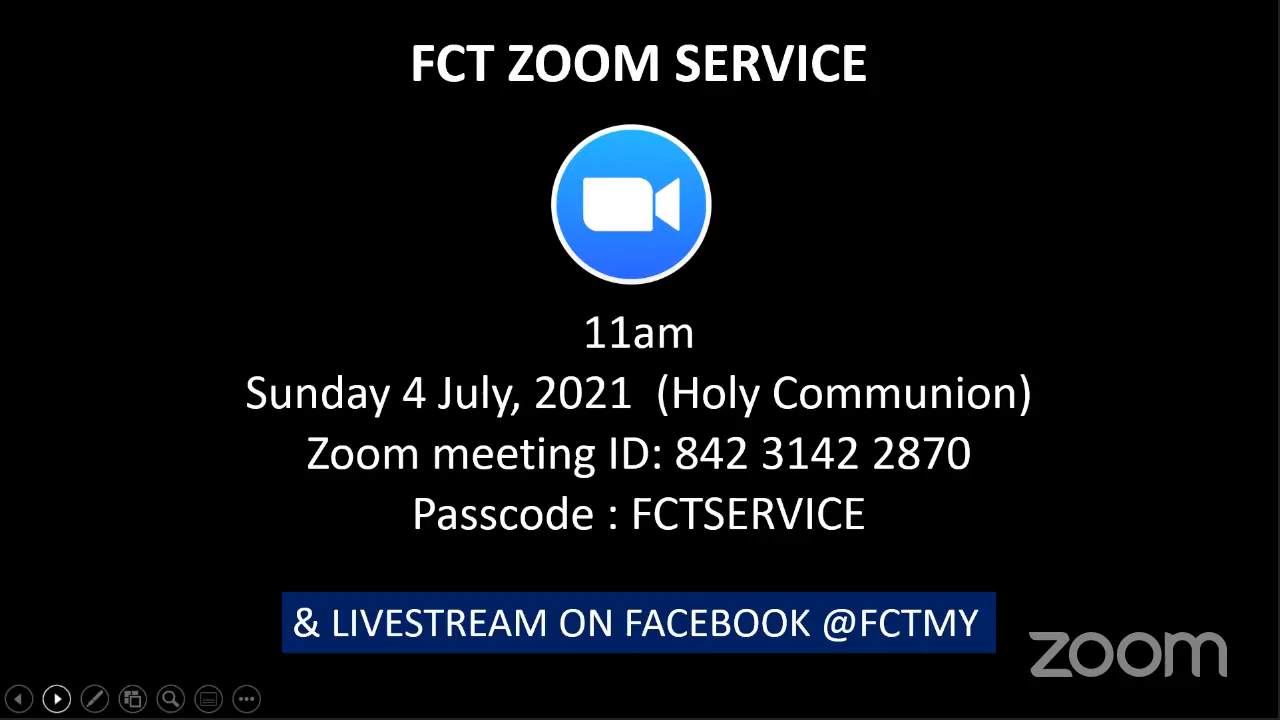 FCT ZOOM SERVICE
11am
Sunday 4 July, 2021 (Holy Communion)
Zoom meeting ID: 842 3142 2870
Passcode : FCTSERVICE
& LIVESTREAM ON FACEBOOK @FCTMY
zoom